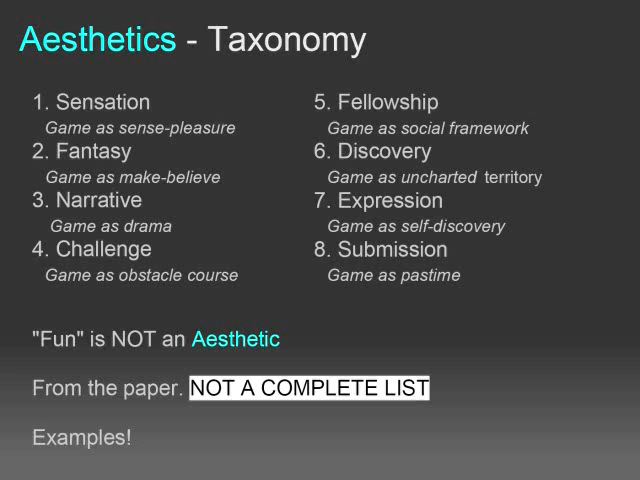 Aesthetics - Taxonomy
1. Sensation
Game as sense-pleasure
2. Fantasy
Game as make-believe
3. Narrative
Game as drama
4. Challenge
Game as obstacle course
5. Fellowship
Game as social framework
6. Discovery
Game as uncharted territory
7. Expression
Game as self-discovery
8. Submission
Game as pastime
"Fun" is NOT an Aesthetic
From the paper. NOT A COMPLETE LIST
Examples!